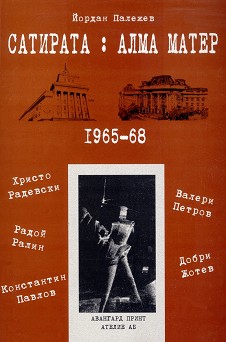 Йордан Палежев
САТИРАТА : АЛМА МАТЕР
1965-68
Христо
Радевски
Валери
Петров
Радой
Ралин
Добри
Жотев
Константин
Павлов
АВАНГАРД ПРИНТ
АТЕЛИЕ АБ